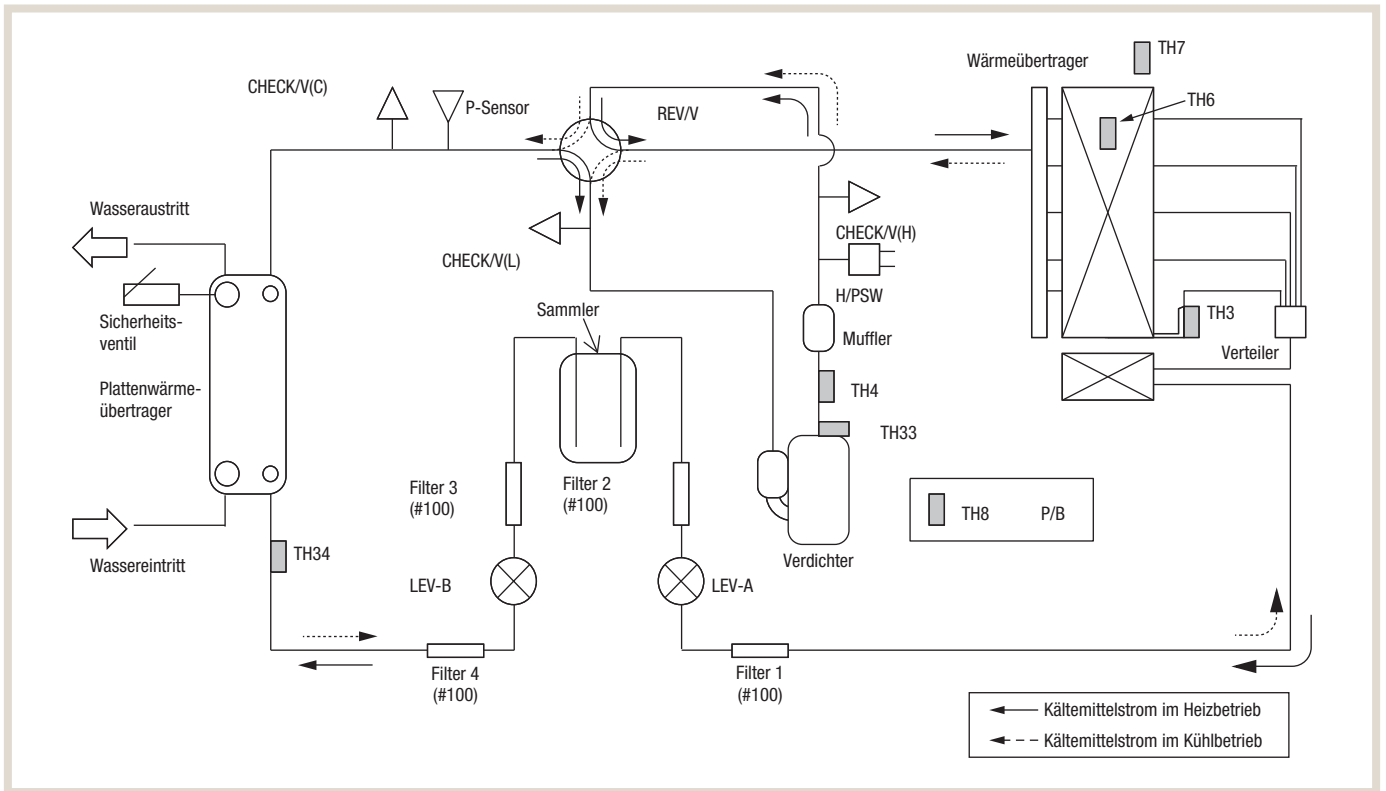 TH7
Wärmeübertrager
CHECK/V(C)
P-Sensor
REV/V
TH6
Wasseraustritt
CHECK/V(L)
CHECK/V(H)
H/PSW
Sammler
Sicherheits-
ventil
Muffler
TH3
Verteiler
Plattenwärme-
übertrager
TH4
TH33
Filter 3
(#100)
Filter 2
(#100)
TH8
P/B
Verdichter
TH34
Wassereintritt
LEV-B
LEV-A
Filter 4
(#100)
Filter 1
(#100)
Kältemittelstrom im Heizbetrieb
Kältemittelstrom im Kühlbetrieb